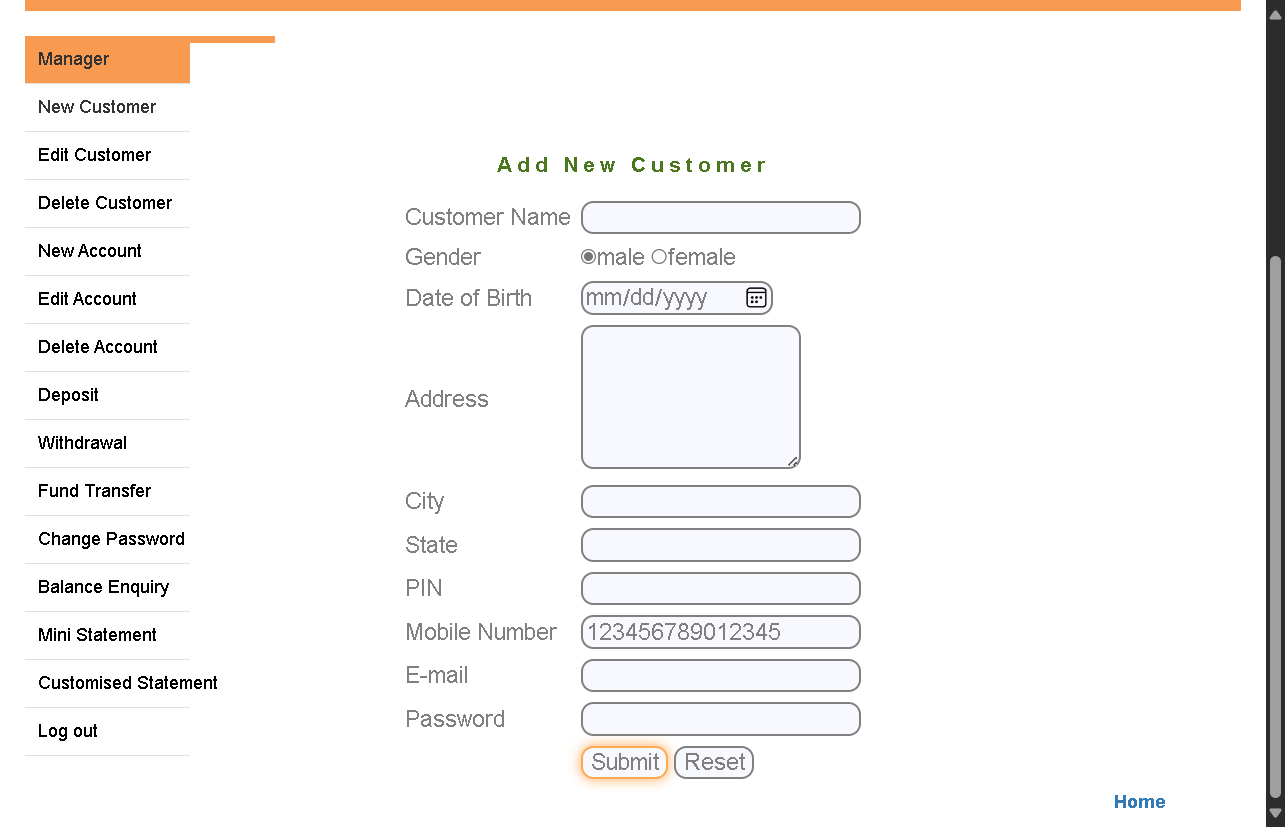 Manager
New Customer
Edit Customer
Delete Customer
New Account
Edit Account
Delete Account
Deposit
Withdrawal
Fund Transfer
Change Password
Balance Enquiry
Mini Statement
Customised Statement
Log out
Add New Customer
Customer Name
Gender male female
Date of Birth mm/dd/yyyy
Address
City
State
PIN
Mobile Number 123456789012345
E-mail
Password
Submit Reset
Home